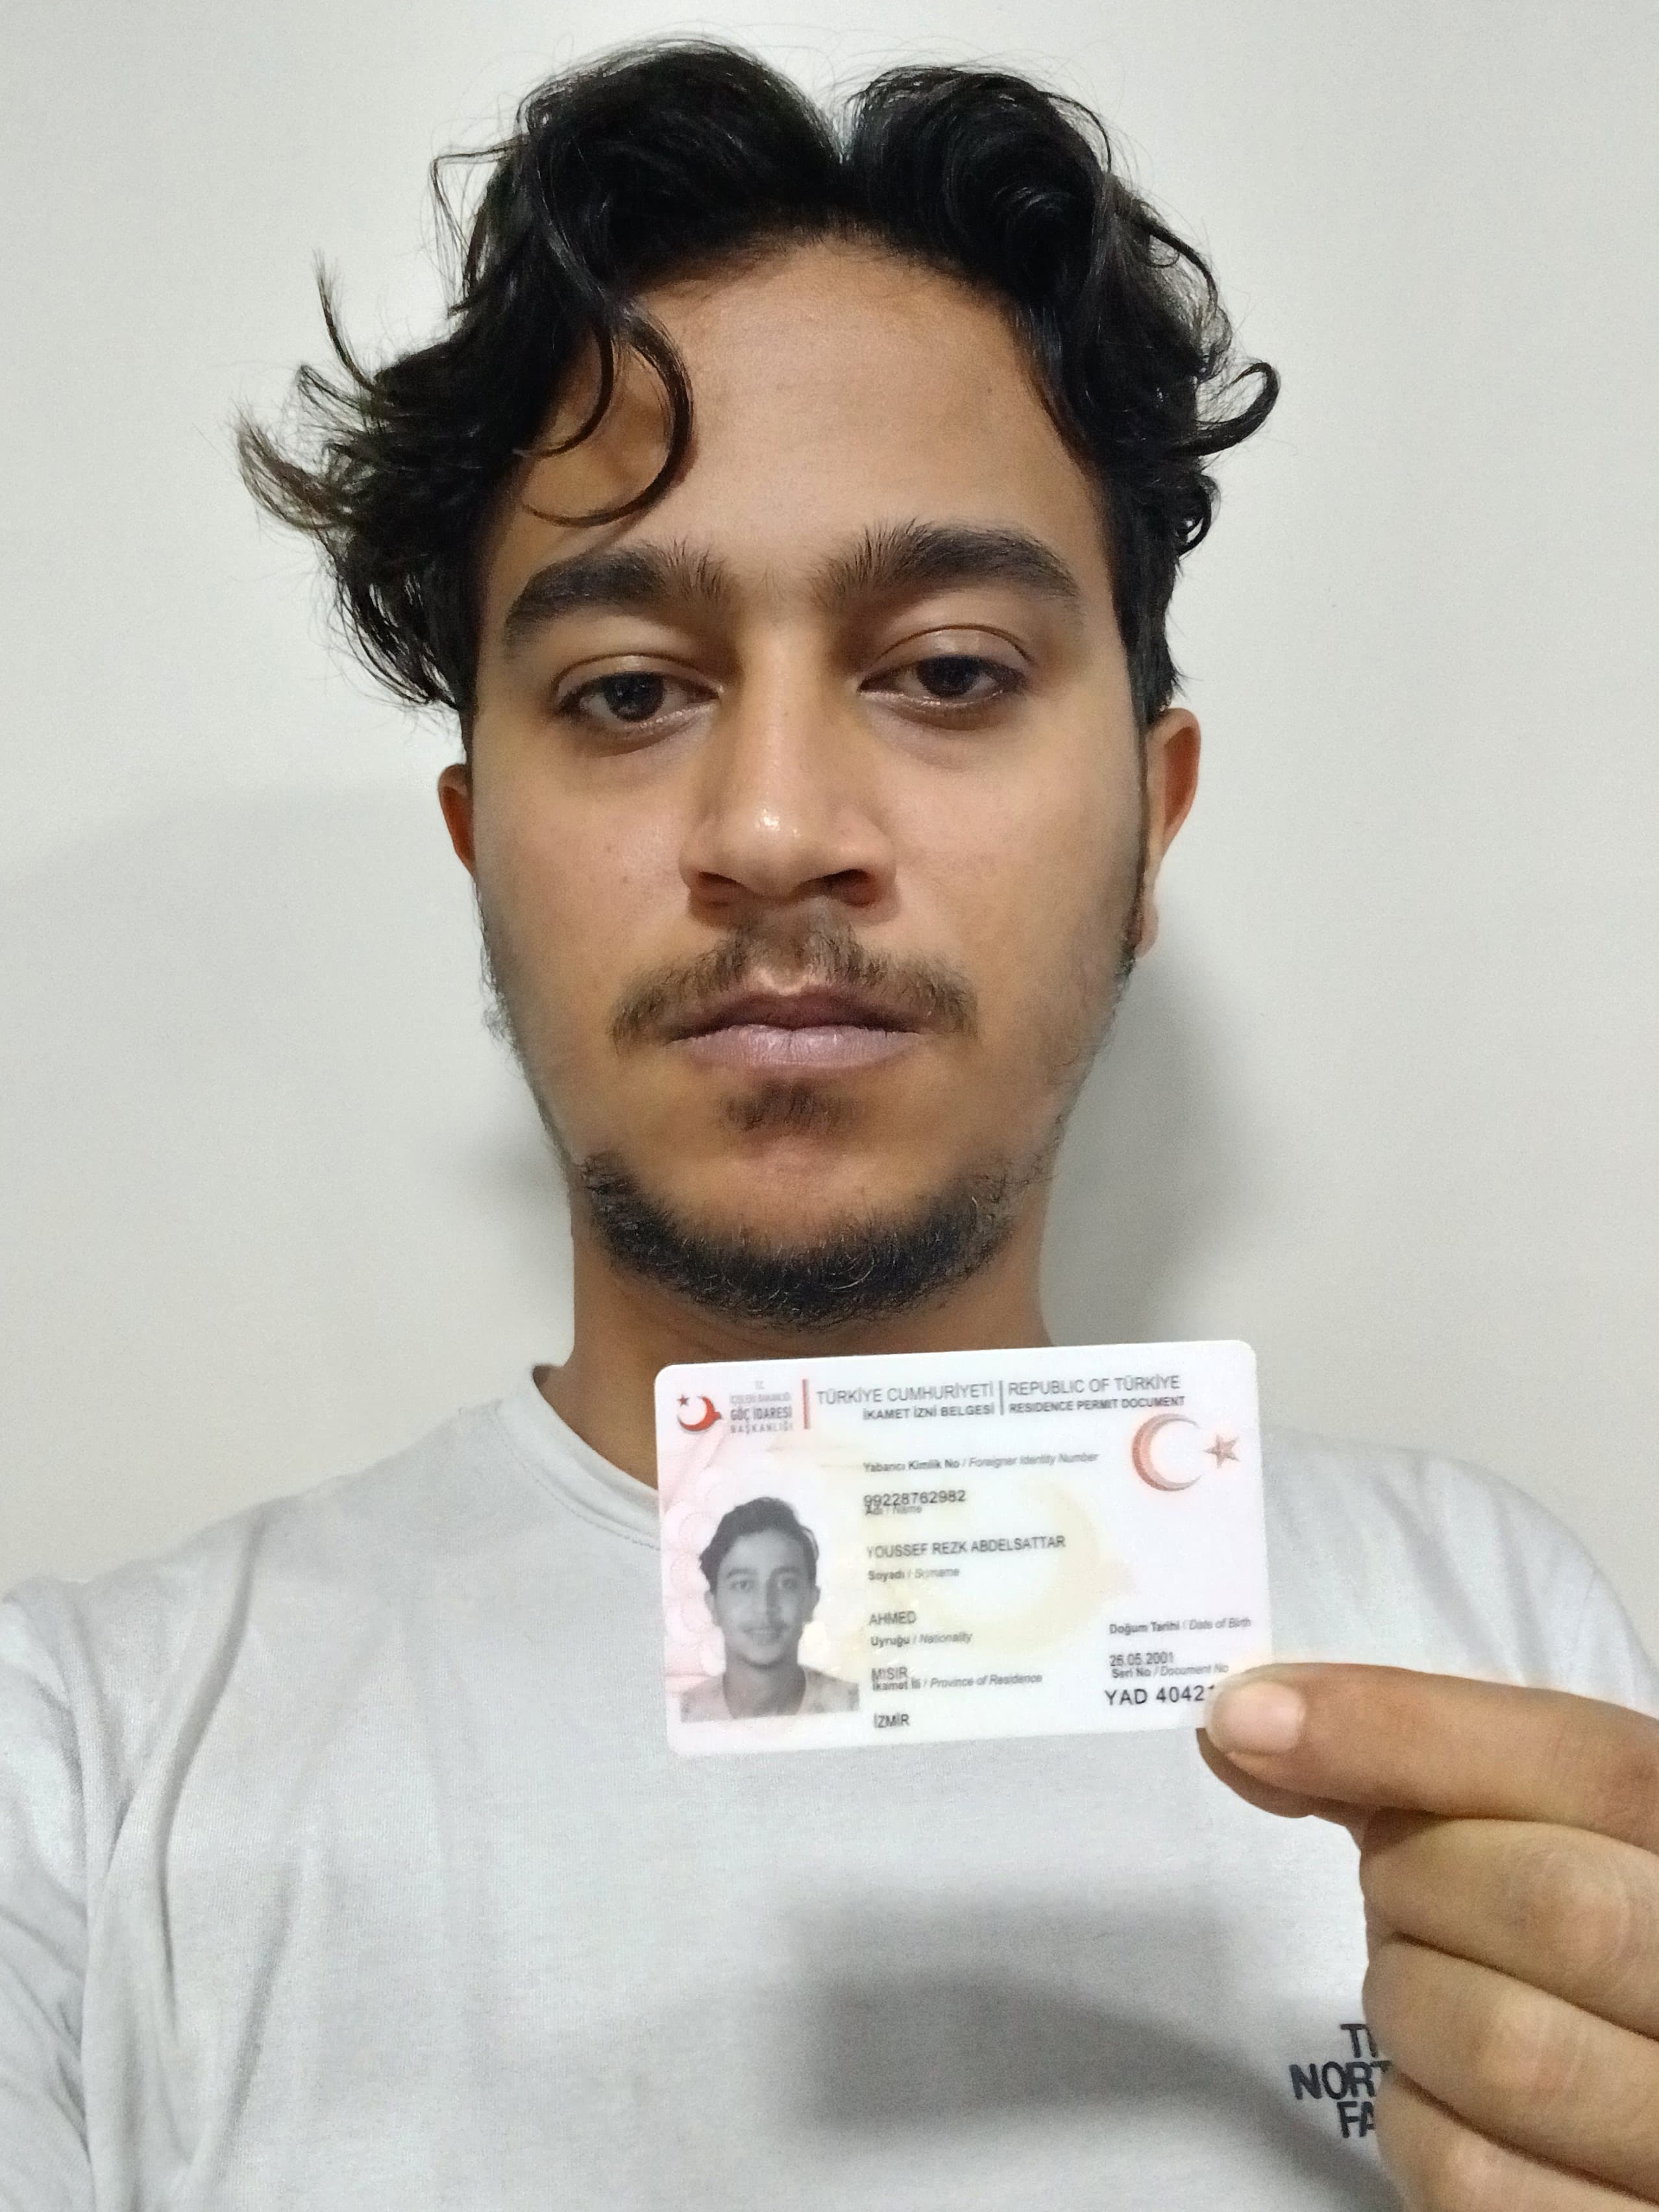 T.C.
İÇİŞLERİ BAKANLIĞI
GÖÇ İDARESİ
BAŞKANLIĞI
TÜRKİYE CUMHURİYETİ | REPUBLIC OF TÜRKİYE
İKAMET İZNİ BELGESİ | RESIDENCE PERMIT DOCUMENT
Yabancı Kimlik No / Foreigner Identity Number
99228762982
Adı / Name
YOUSSEF REZK ABDELSATTAR
Soyadı / Surname
AHMED
Uyruğu / Nationality
MISIR
Doğum Tarihi / Date of Birth
26.05.2001
İkamet İli / Province of Residence
İZMİR
Seri No / Document No
YAD 4042
NORT
FA